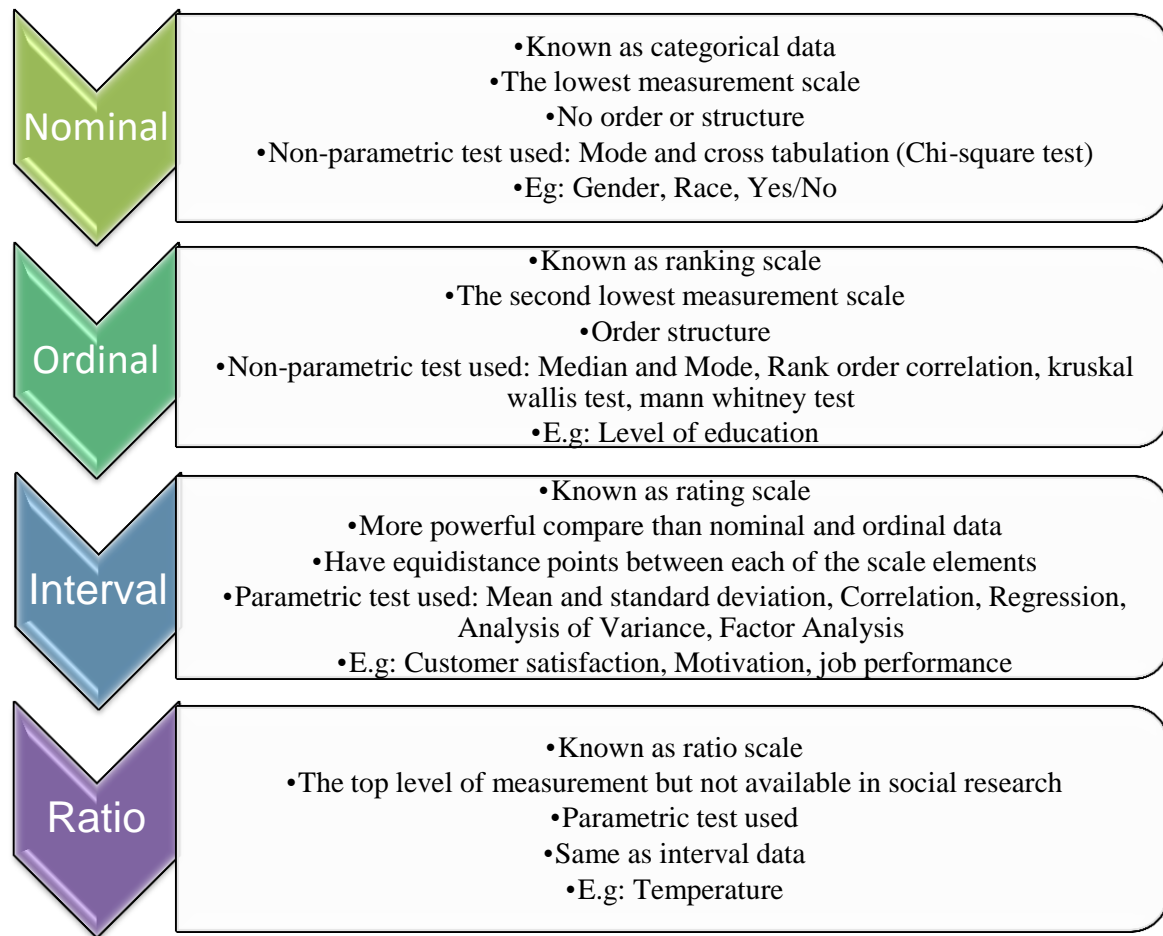 Nominal
•Known as categorical data
•The lowest measurement scale
•No order or structure
•Non-parametric test used: Mode and cross tabulation (Chi-square test)
•Eg: Gender, Race, Yes/No
Ordinal
•Known as ranking scale
•The second lowest measurement scale
•Order structure
•Non-parametric test used: Median and Mode, Rank order correlation, kruskal
wallis test, mann whitney test
•E.g: Level of education
Interval
•Known as rating scale
•More powerful compare than nominal and ordinal data
•Have equidistance points between each of the scale elements
•Parametric test used: Mean and standard deviation, Correlation, Regression,
Analysis of Variance, Factor Analysis
•E.g: Customer satisfaction, Motivation, job performance
Ratio
•Known as ratio scale
•The top level of measurement but not available in social research
•Parametric test used
•Same as interval data
•E.g: Temperature